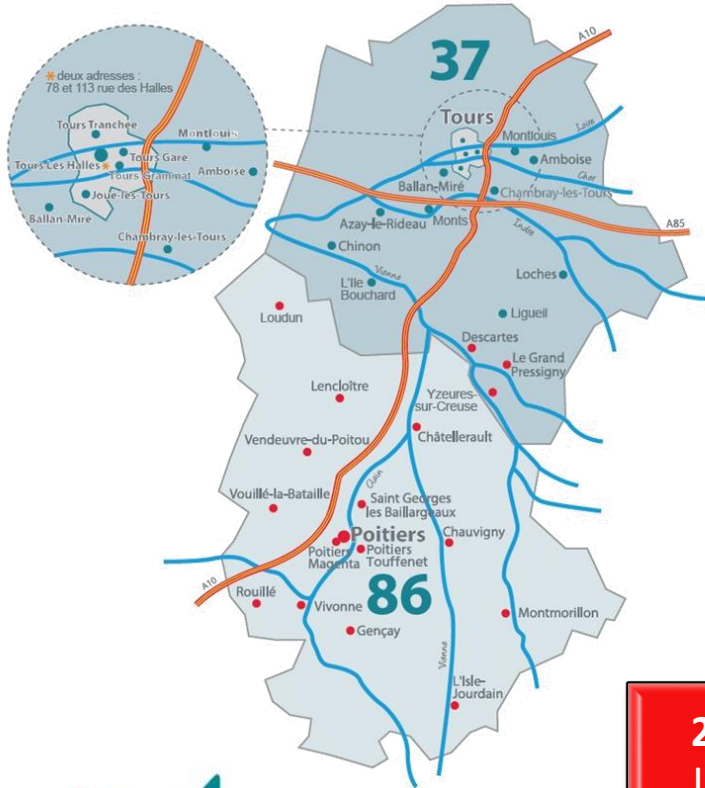 ✱ deux adresses :
78 et 113 rue des Halles
Tours Tranchée
Montlouis
Tours Les Halles ✱
Tours Gare
Tours Grammat
Amboise
Joué-les-Tours
Ballan-Miré
Chambray-les-Tours
A10
37
Tours
Loire
Montlouis
Amboise
Cher
Ballan-Miré
Chambray-les-Tours
Azay-le-Rideau
Monts
Indre
A85
Chinon
Vienne
L'Ile
Bouchard
Loches
Loudun
Ligueil
Descartes
Le Grand
Pressigny
Lencloître
Yzeures-
sur-Creuse
Châtellerault
Vendeuvre-du-Poitou
Clain
Vouillé-la-Bataille
Saint Georges
les Baillargeaux
Poitiers
Chauvigny
Poitiers
Magenta
Poitiers
Touffenet
A10
86
Rouillé
Vivonne
Montmorillon
Gençay
Vienne
L'Isle-
Jourdain
2